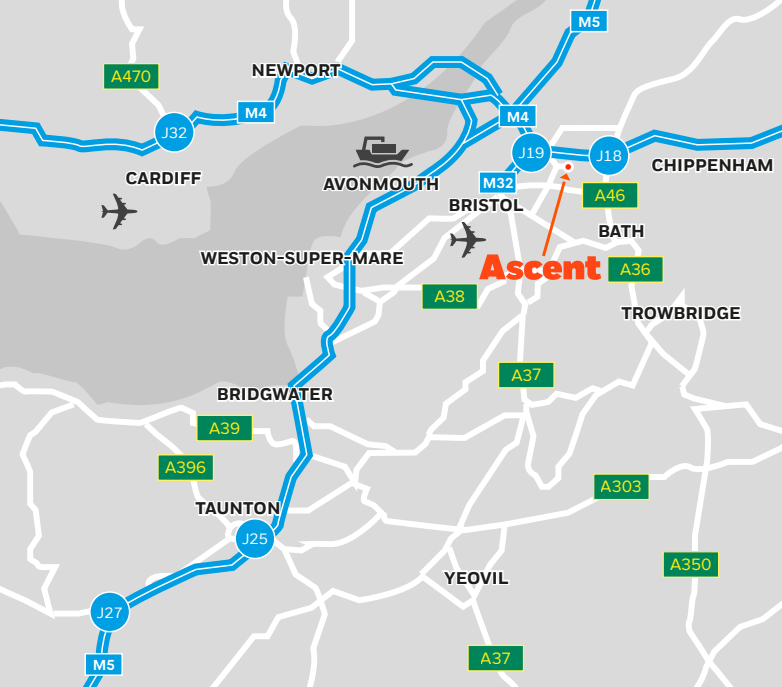 M5
NEWPORT
A470
M4
M4
J32
J19
J18
CHIPPENHAM
CARDIFF
AVONMOUTH
M32
A46
BRISTOL
BATH
WESTON-SUPER-MARE
Ascent
A36
A38
TROWBRIDGE
A37
BRIDGWATER
A39
A396
A303
TAUNTON
J25
A350
YEOVIL
J27
A37
M5